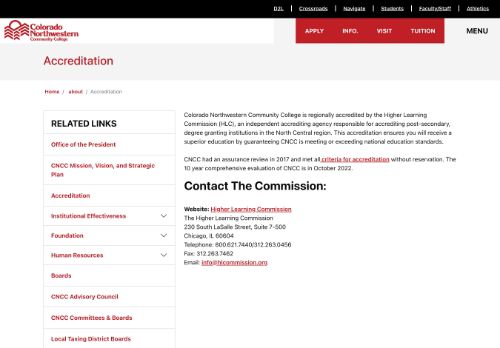 D2L
Crossroads
Navigate
Students
Faculty/Staff
Athletics
Colorado
Northwestern
Community College
APPLY
INFO.
VISIT
TUITION
MENU
Accreditation
Home / about / Accreditation
RELATED LINKS
Office of the President
CNCC Mission, Vision, and Strategic
Plan
Accreditation
Institutional Effectiveness
Foundation
Human Resources
Boards
CNCC Advisory Council
CNCC Committees & Boards
Local Taxing District Boards
Colorado Northwestern Community College is regionally accredited by the Higher Learning
Commission (HLC), an independent accrediting agency responsible for accrediting post-secondary,
degree granting institutions in the North Central region. This accreditation ensures you will receive a
superior education by guaranteeing CNCC is meeting or exceeding national education standards.
CNCC had an assurance review in 2017 and met all criteria for accreditation without reservation. The
10 year comprehensive evaluation of CNCC is in October 2022.
Contact The Commission:
Website: Higher Learning Commission
The Higher Learning Commission
230 South LaSalle Street, Suite 7-500
Chicago, IL 60604
Telephone: 800.621.7440/312.263.0456
Fax: 312.263.7462
Email: info@hlcommission.org